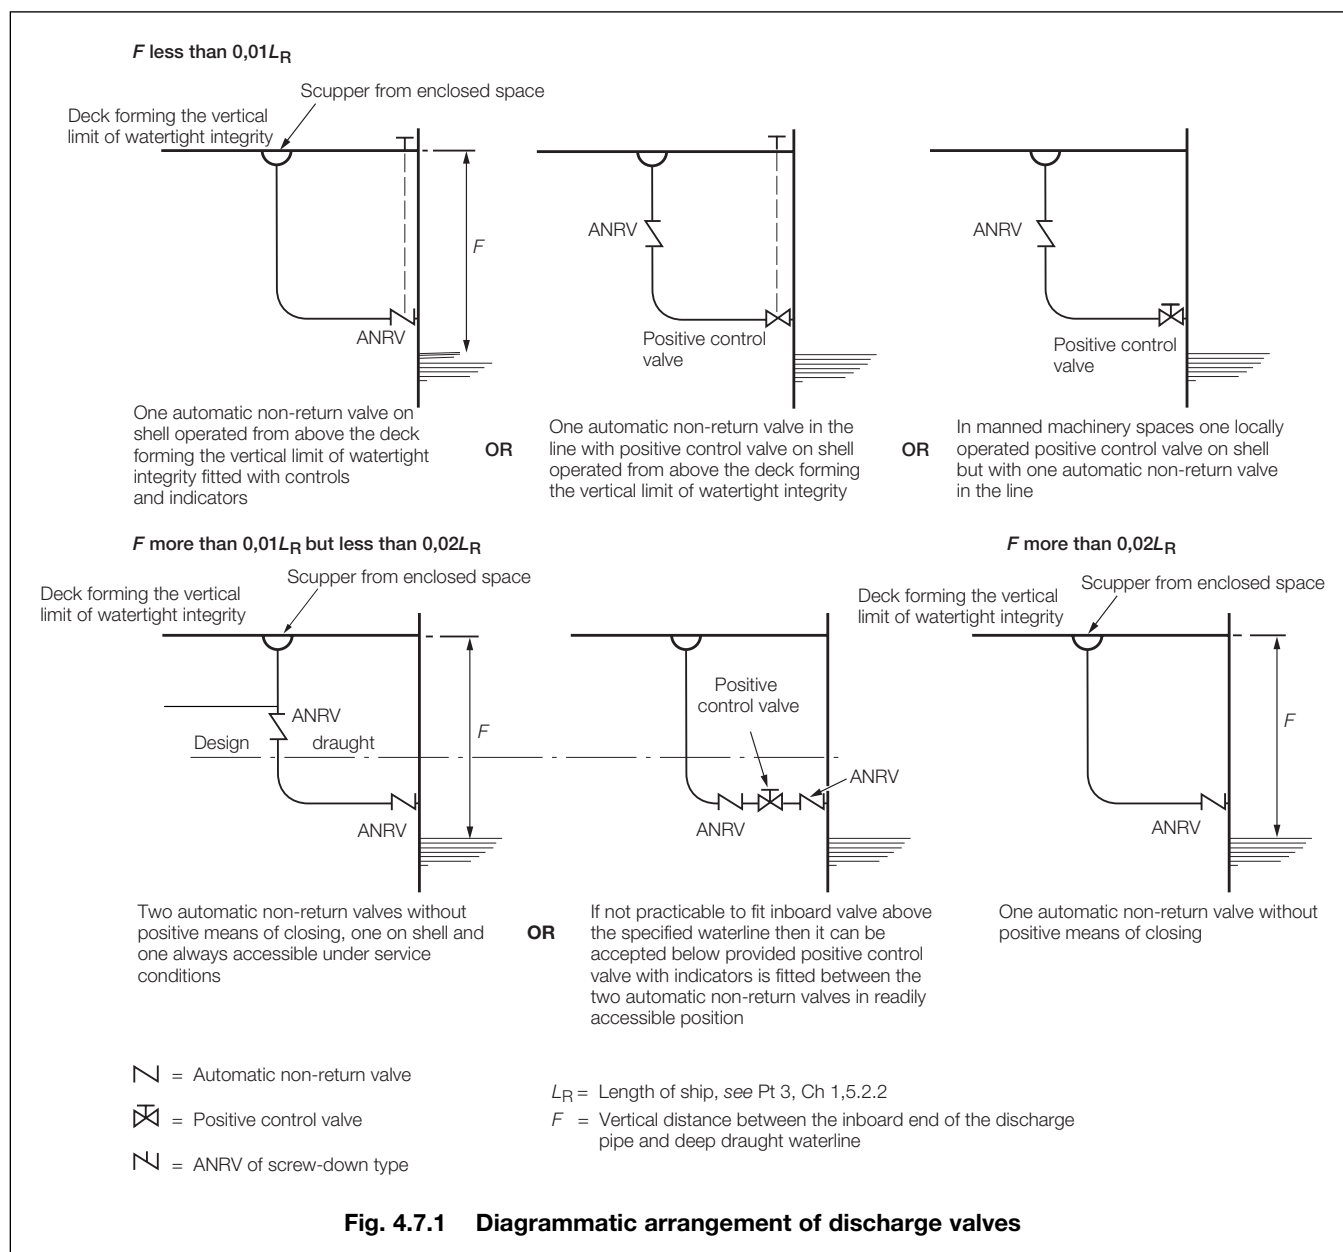 F less than 0,01LR
Scupper from enclosed space
Deck forming the vertical
limit of watertight integrity
F
ANRV
One automatic non-return valve on
shell operated from above the deck
forming the vertical limit of watertight
integrity fitted with controls
and indicators
OR
ANRV
Positive control
valve
One automatic non-return valve in the
line with positive control valve on shell
operated from above the deck forming
the vertical limit of watertight integrity
OR
ANRV
Positive control
valve
In manned machinery spaces one locally
operated positive control valve on shell
but with one automatic non-return valve
in the line
F more than 0,01LR but less than 0,02LR
Scupper from enclosed space
Deck forming the vertical
limit of watertight integrity
ANRV
Design draught
F
ANRV
Two automatic non-return valves without
positive means of closing, one on shell and
one always accessible under service
conditions
OR
Positive
control valve
ANRV
ANRV
If not practicable to fit inboard valve above
the specified waterline then it can be
accepted below provided positive control
valve with indicators is fitted between the
two automatic non-return valves in readily
accessible position
F more than 0,02LR
Scupper from enclosed space
Deck forming the vertical
limit of watertight integrity
F
ANRV
One automatic non-return valve without
positive means of closing
= Automatic non-return valve
= Positive control valve
= ANRV of screw-down type
LR = Length of ship, see Pt 3, Ch 1,5.2.2
F = Vertical distance between the inboard end of the discharge
pipe and deep draught waterline
Fig. 4.7.1 Diagrammatic arrangement of discharge valves